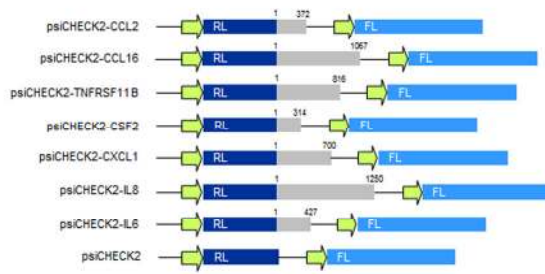 1 372
psiCHECK2-CCL2 RL FL
1 1067
psiCHECK2-CCL16 RL FL
1 816
psiCHECK2-TNFRSF11B RL FL
1 314
psiCHECK2-CSF2 RL FL
1 700
psiCHECK2-CXCL1 RL FL
1 1250
psiCHECK2-IL8 RL FL
1 427
psiCHECK2-IL6 RL FL
psiCHECK2 RL FL